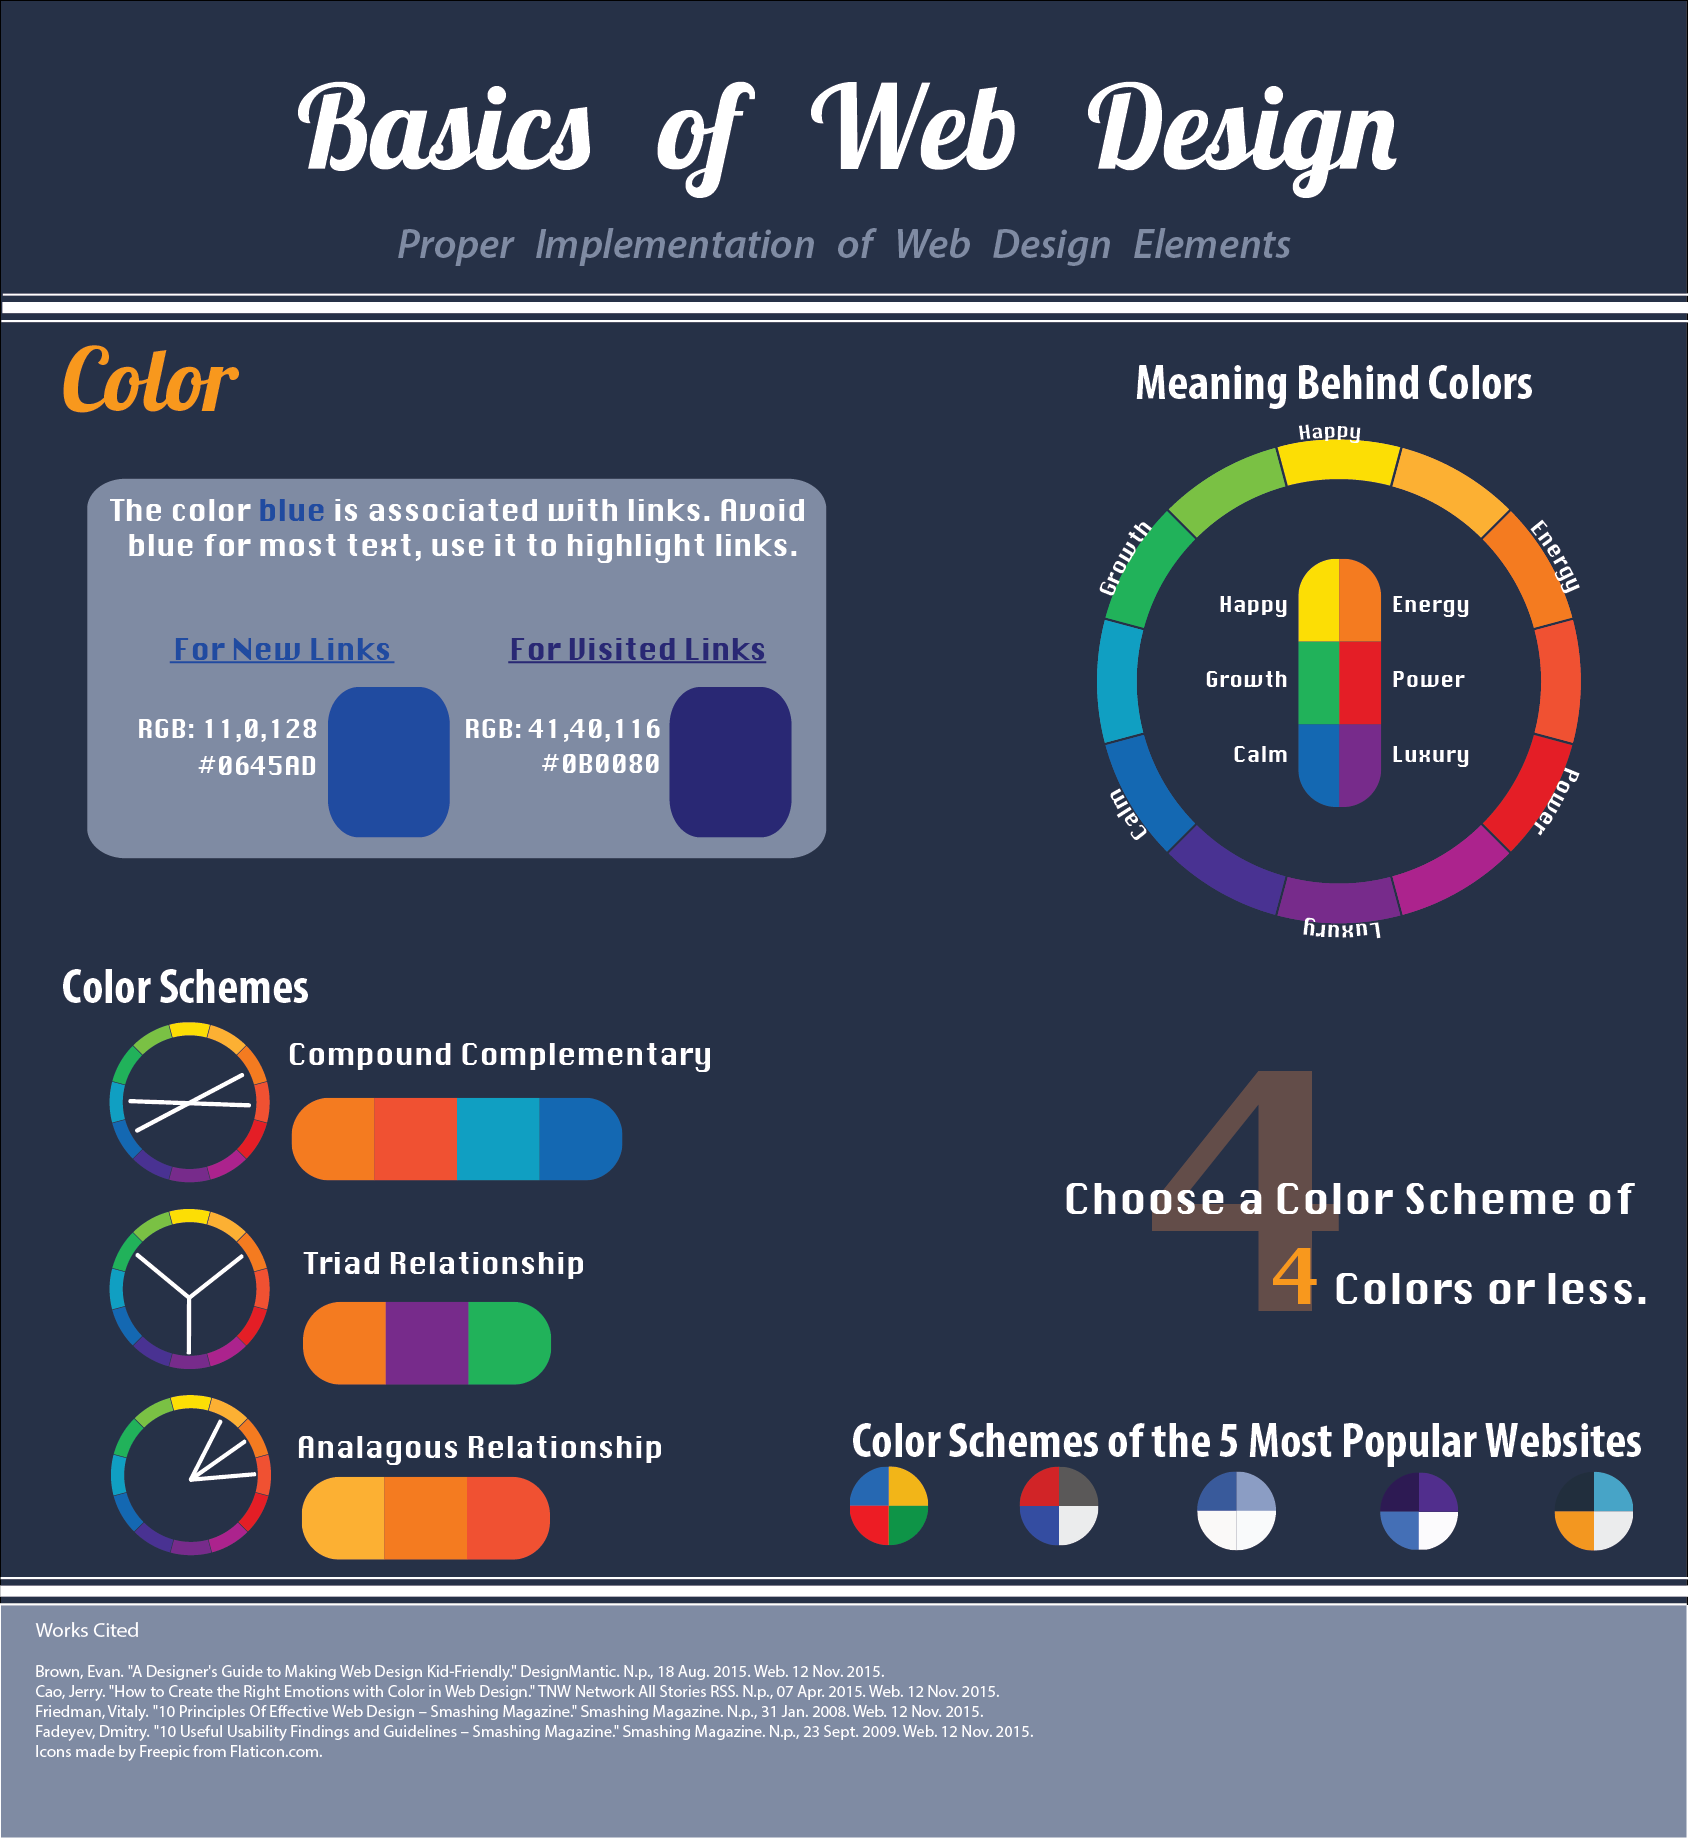 Basics of Web Design
Proper Implementation of Web Design Elements
Color
The color blue is associated with links. Avoid
blue for most text, use it to highlight links.
For New Links
RGB: 11,0,128
#0645AD
For Visited Links
RGB: 41,40,116
#0B0080
Meaning Behind Colors
Happy
Energy
Power
Luxury
Calm
Growth
Happy
Energy
Growth
Power
Calm
Luxury
Color Schemes
Compound Complementary
Triad Relationship
Analagous Relationship
4
Choose a Color Scheme of
4 Colors or less.
Color Schemes of the 5 Most Popular Websites
Works Cited
Brown, Evan. "A Designer's Guide to Making Web Design Kid-Friendly." DesignMantic. N.p., 18 Aug. 2015. Web. 12 Nov. 2015.
Cao, Jerry. "How to Create the Right Emotions with Color in Web Design." TNW Network All Stories RSS. N.p., 07 Apr. 2015. Web. 12 Nov. 2015.
Friedman, Vitaly. "10 Principles Of Effective Web Design – Smashing Magazine." Smashing Magazine. N.p., 31 Jan. 2008. Web. 12 Nov. 2015.
Fadeyev, Dmitry. "10 Useful Usability Findings and Guidelines – Smashing Magazine." Smashing Magazine. N.p., 23 Sept. 2009. Web. 12 Nov. 2015.
Icons made by Freepic from Flaticon.com.